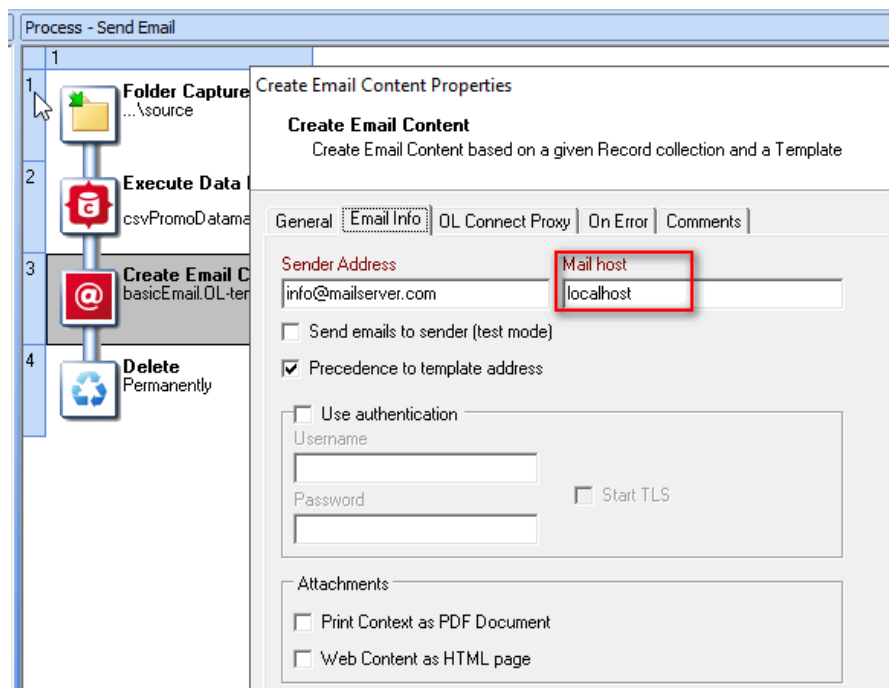 Process - Send Email
1
1
Folder Capture
...\source
2
Execute Data
csvPromoDatama
3
Create Email C
basicEmail.OL-ter
4
Delete
Permanently
Create Email Content Properties
Create Email Content
Create Email Content based on a given Record collection and a Template
General Email Info OL Connect Proxy On Error Comments
Sender Address Mail host
info@mailserver.com localhost
Send emails to sender (test mode)
Precedence to template address
Use authentication
Username
Password
Start TLS
Attachments
Print Context as PDF Document
Web Content as HTML page